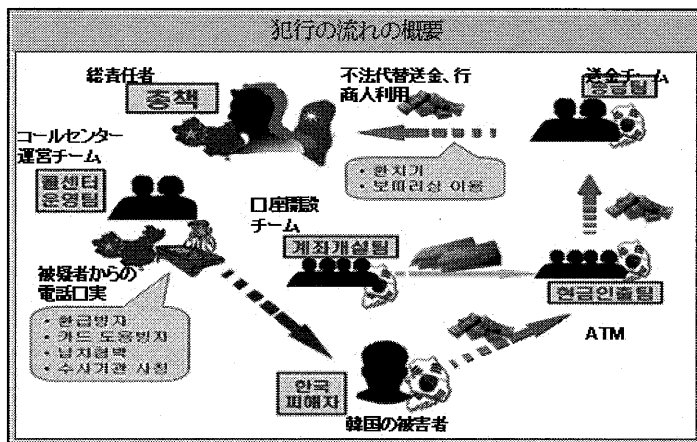 犯行の流れの概要
総責任者
총책
不法代替送金、行
商人利用
送金チーム
송금팀
コールセンター
運営チーム
콜센터
운영팀
• 환치기
• 보따리상 이용
口座開設
チーム
계좌개설팀
현금인출팀
ATM
被疑者からの
電話口実
• 환급빙자
• 카드 도용빙자
• 납치협박
• 수사기관 사칭
한국
피해자
韓国の被害者